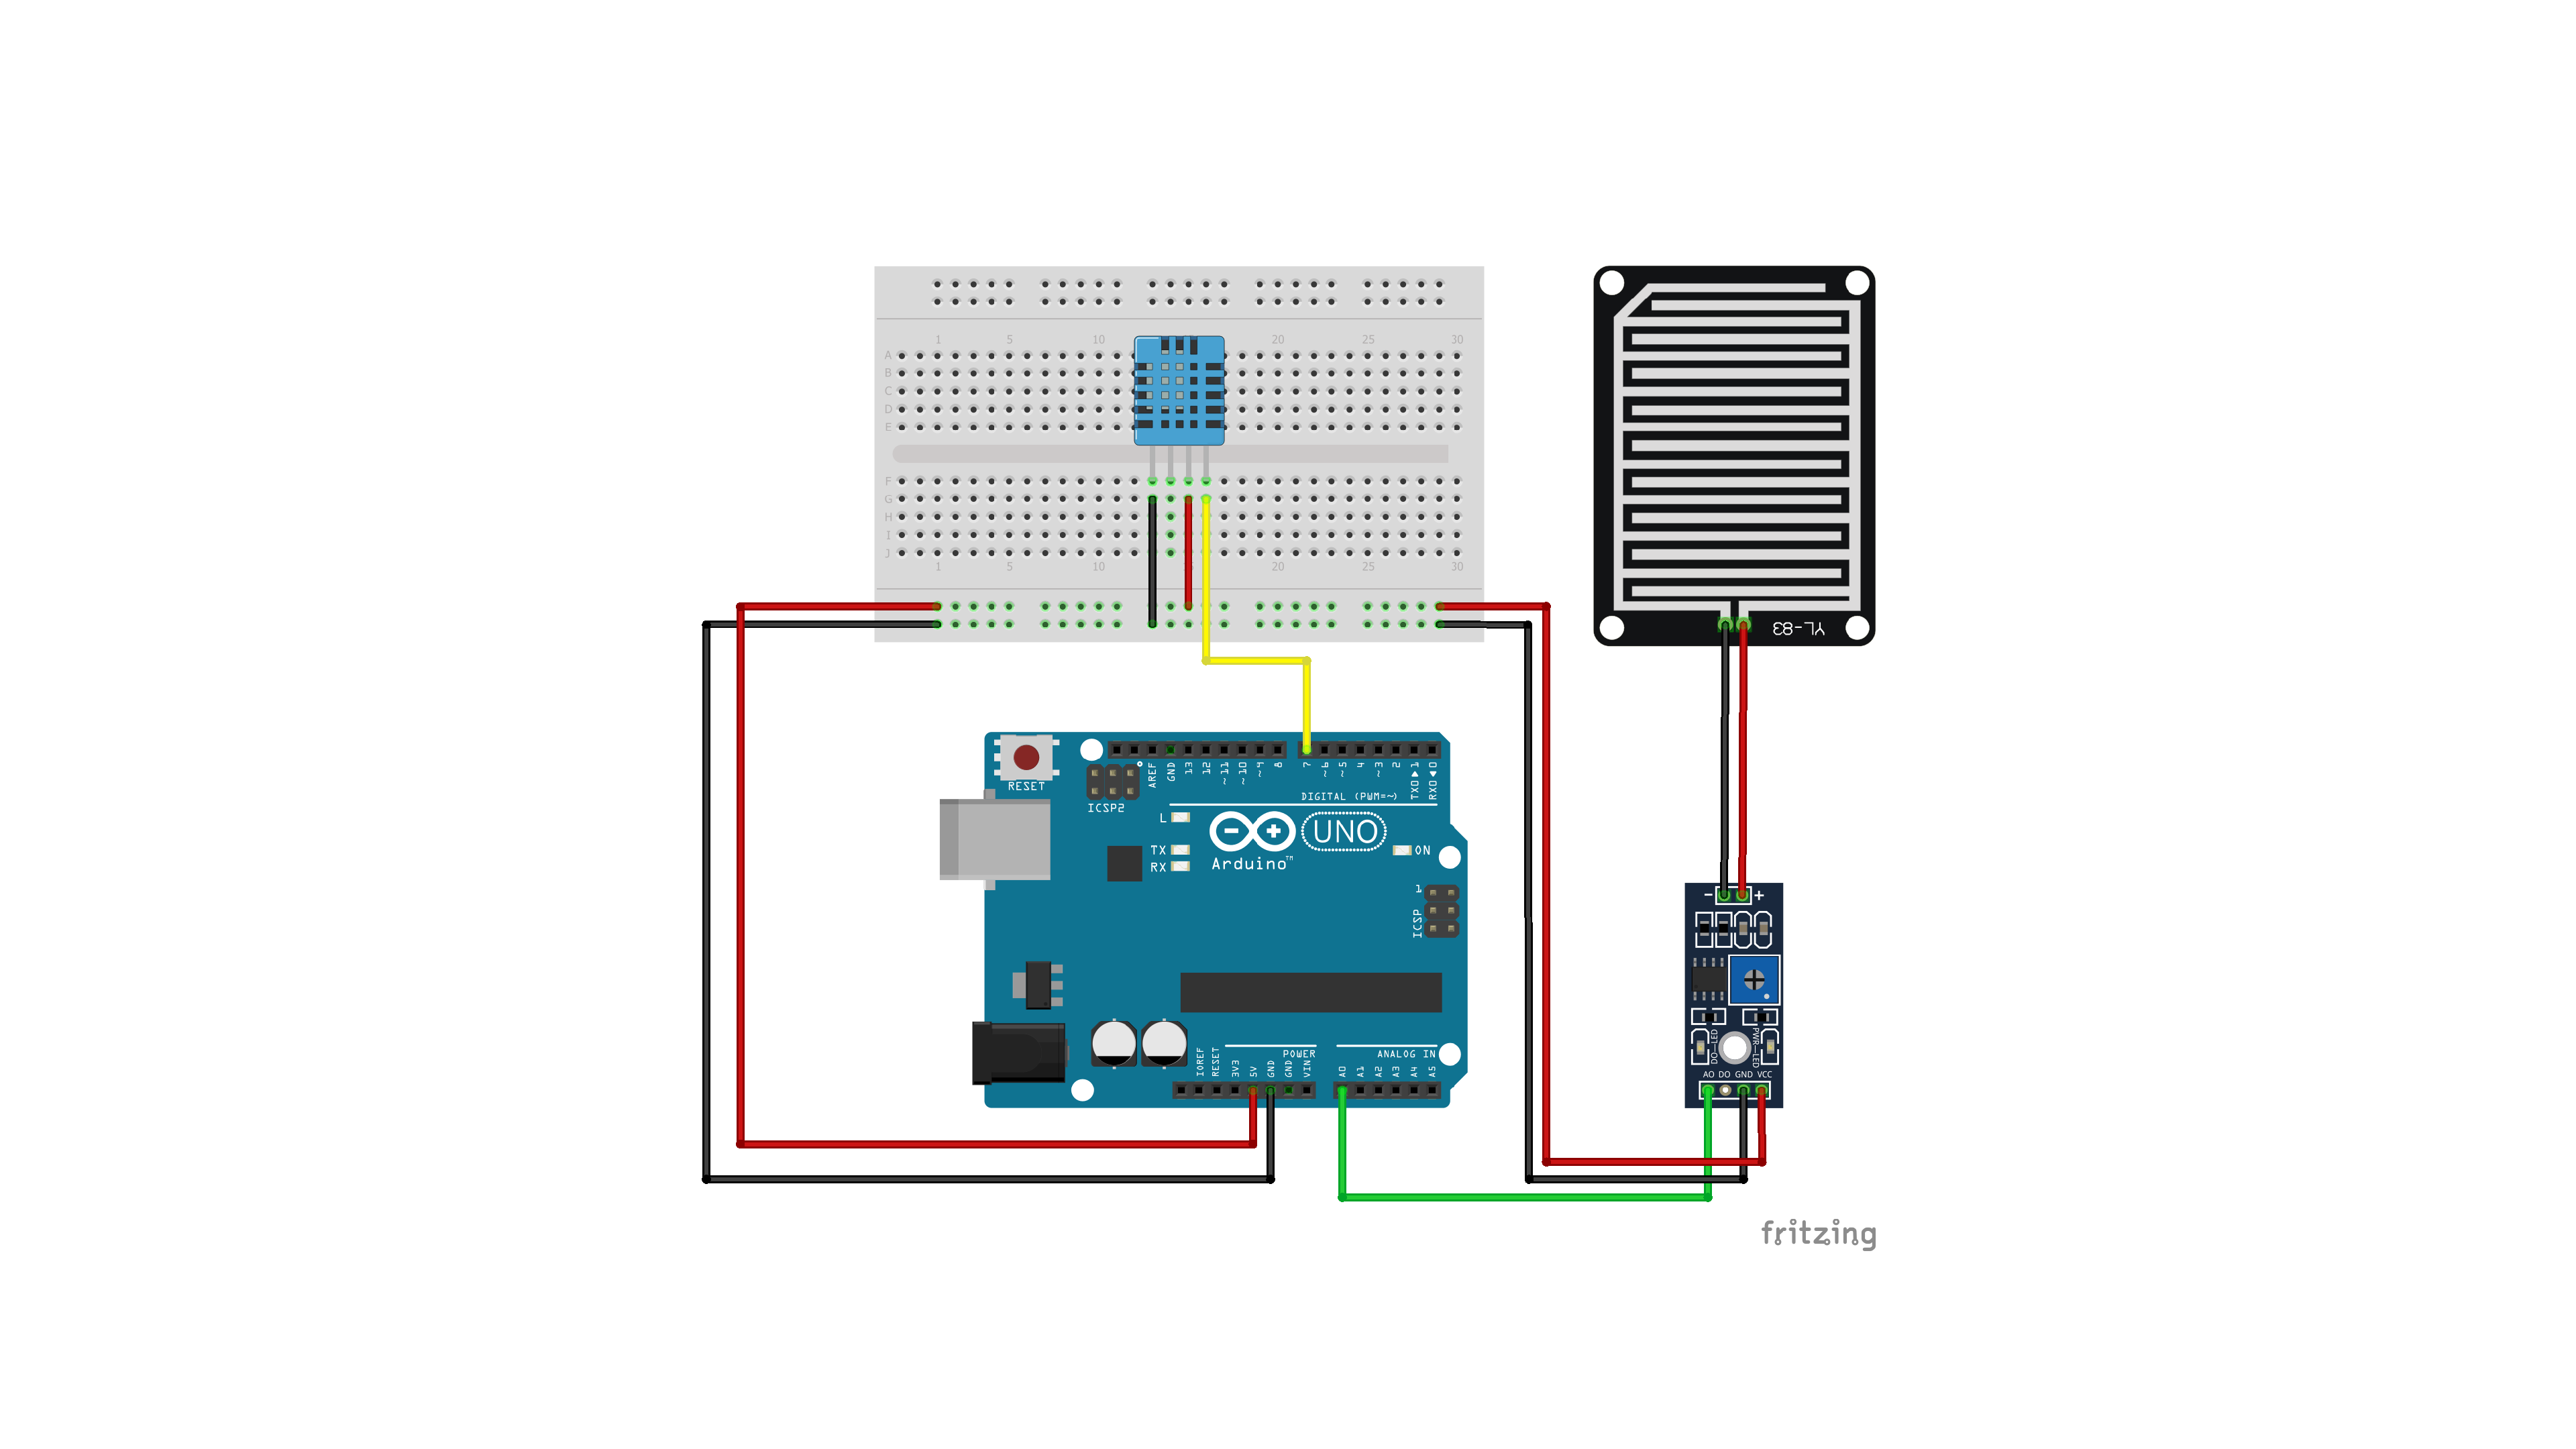 1 5 10 20 25 30
A
B
C
D
E
F
G
H
I
J
1 5 10 20 25 30
YL-83
RESET
ICSP2
AREF
GND
13
12
~11
~10
~9
8
7
~6
~5
4
~3
2
TX0▶1
RX0◀0
DIGITAL (PWM=~)
L
TX
RX
UNO
Arduino™
ON
1
ICSP
- +
IOREF
RESET
3V3
5V
GND
GND
VIN
POWER
A0
A1
A2
A3
A4
A5
ANALOG IN
DO-LED
PWR-LED
AO DO GND VCC
fritzing